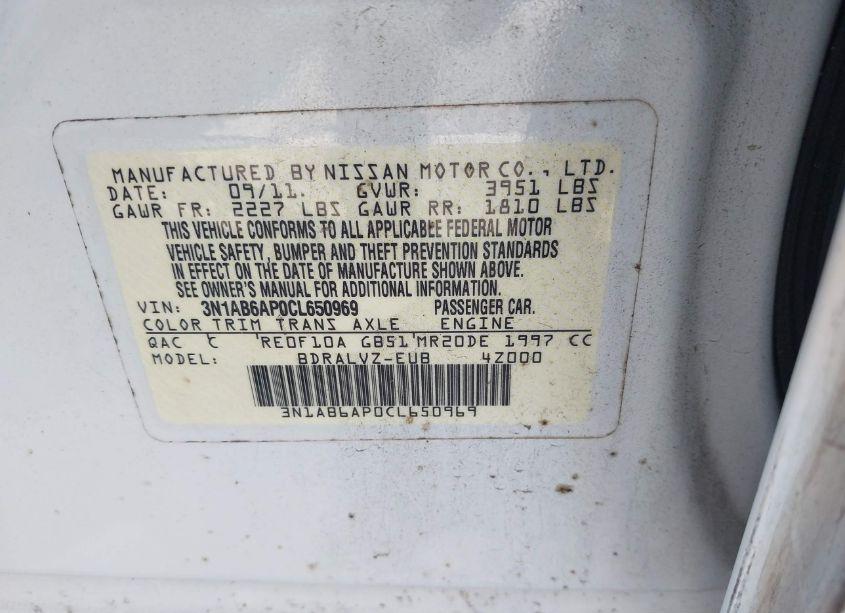 MANUFACTURED BY NISSAN MOTOR CO., LTD.
DATE: 09/11. GVWR: 3951 LBS
GAWR FR: 2227 LBS GAWR RR: 1810 LBS
THIS VEHICLE CONFORMS TO ALL APPLICABLE FEDERAL MOTOR
VEHICLE SAFETY, BUMPER AND THEFT PREVENTION STANDARDS
IN EFFECT ON THE DATE OF MANUFACTURE SHOWN ABOVE.
SEE OWNER'S MANUAL FOR ADDITIONAL INFORMATION.
VIN: 3N1AB6AP0CL650969 PASSENGER CAR.
COLOR TRIM TRANS AXLE ENGINE
QAC C RE0F10A GB51 MR20DE 1997 CC
MODEL: BDRALVZ-EUB 4Z000
3N1AB6AP0CL650969